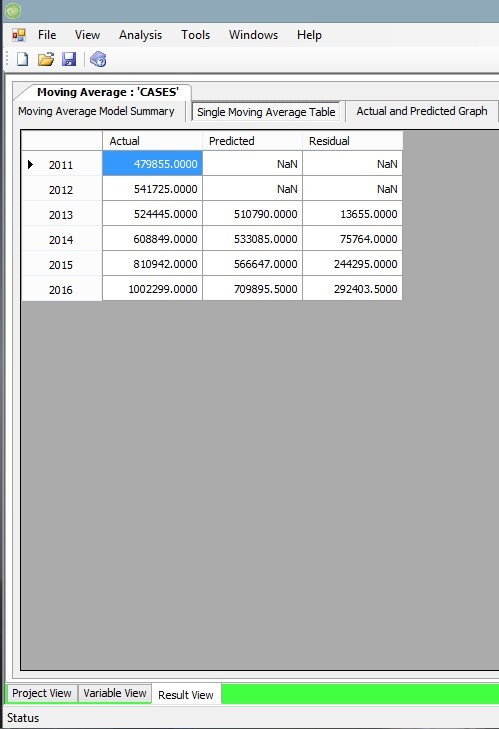 File View Analysis Tools Windows Help
Moving Average : 'CASES'
Moving Average Model Summary Single Moving Average Table Actual and Predicted Graph
Actual Predicted Residual
2011 479855.0000 NaN NaN
2012 541725.0000 NaN NaN
2013 524445.0000 510790.0000 13655.0000
2014 608849.0000 533085.0000 75764.0000
2015 810942.0000 566647.0000 244295.0000
2016 1002299.0000 709895.5000 292403.5000
Project View Variable View Result View
Status